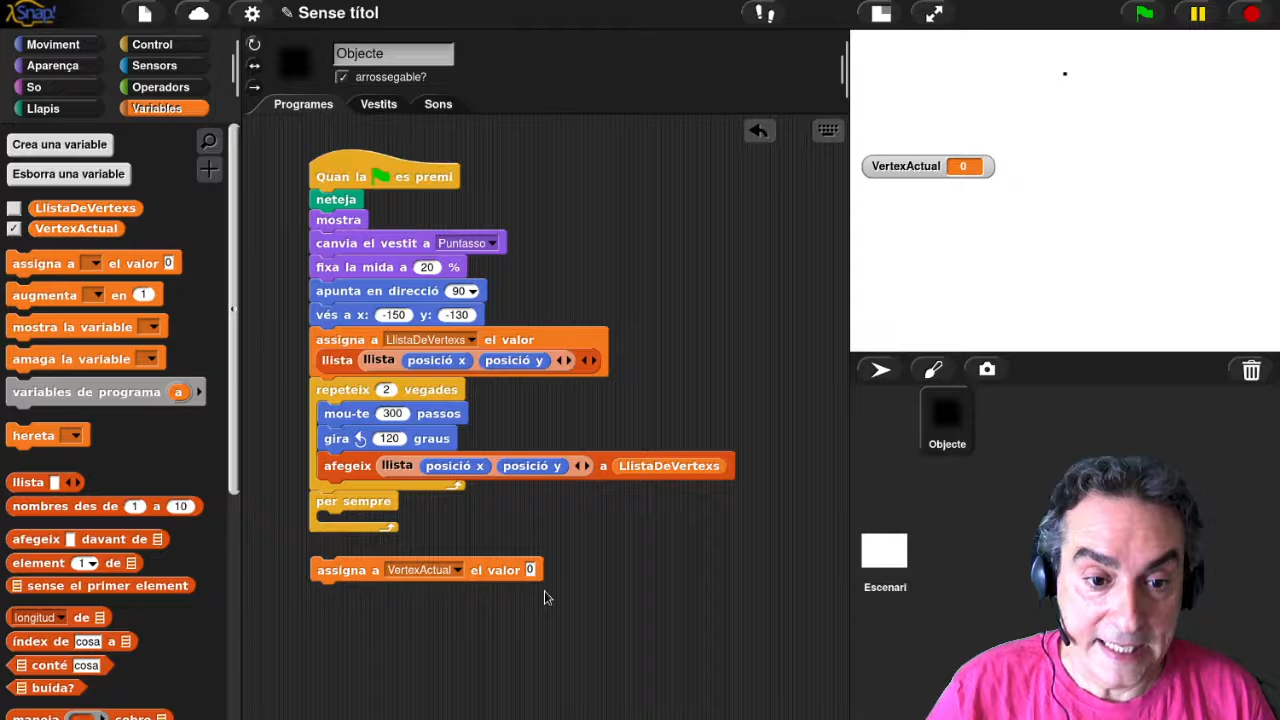 Snap!
Sense títol
Moviment
Control
Aparença
Sensors
So
Operadors
Llapis
Variables
Crea una variable
Esborra una variable
LlistaDeVertexs
VertexActual
assigna a el valor 0
augmenta en 1
mostra la variable
amaga la variable
variables de programa a
hereta
llista
nombres des de 1 a 10
afegeix davant de
element 1 de
sense el primer element
longitud de
índex de cosa a
conté cosa
buida?
Objecte
arrossegable?
Programes
Vestits
Sons
Quan la es premi
neteja
mostra
canvia el vestit a Puntasso
fixa la mida a 20 %
apunta en direcció 90
vés a x: -150 y: -130
assigna a LlistaDeVertexs el valor
llista llista posició x posició y
repeteix 2 vegades
mou-te 300 passos
gira 120 graus
afegeix llista posició x posició y a LlistaDeVertexs
per sempre
assigna a VertexActual el valor 0
VertexActual 0
Objecte
Escenari